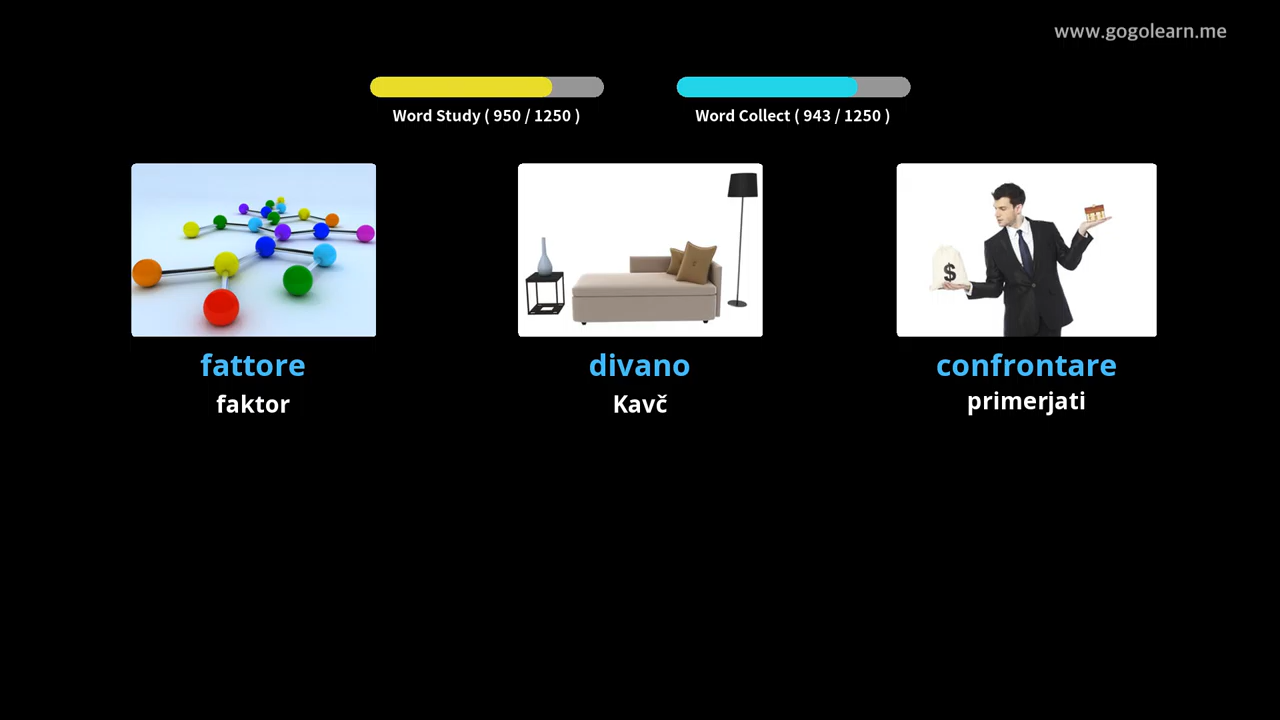 www.gogolearn.me
Word Study ( 950 / 1250 )
Word Collect ( 943 / 1250 )
$
fattore
divano
confrontare
faktor
Kavč
primerjati